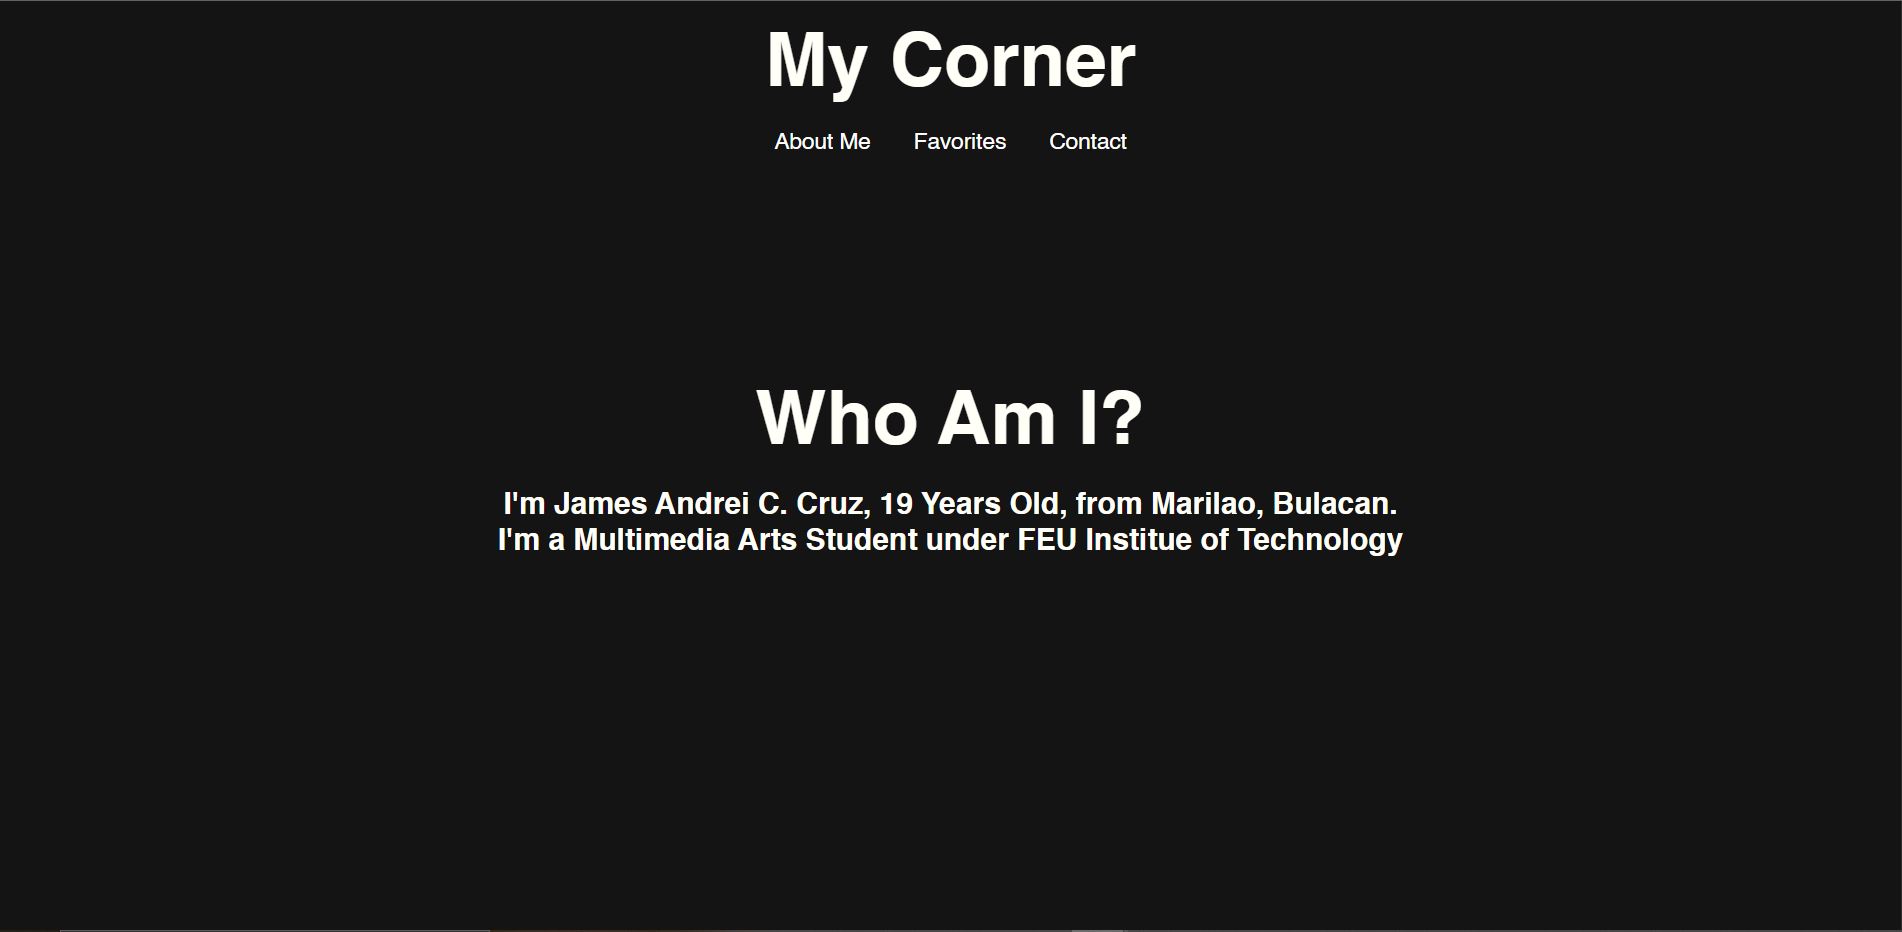 My Corner
About Me Favorites Contact
Who Am I?
I'm James Andrei C. Cruz, 19 Years Old, from Marilao, Bulacan.
I'm a Multimedia Arts Student under FEU Institue of Technology